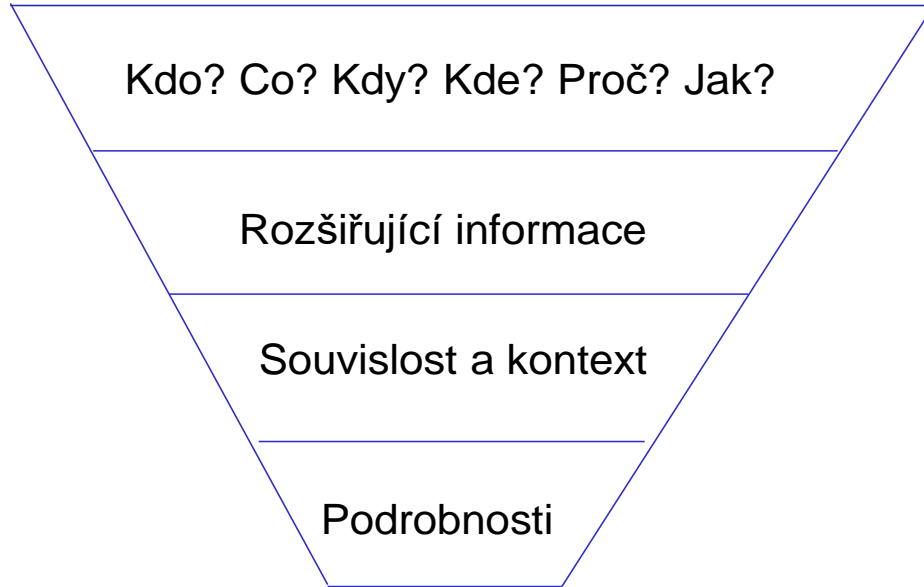 Kdo? Co? Kdy? Kde? Proč? Jak?
Rozšiřující informace
Souvislost a kontext
Podrobnosti